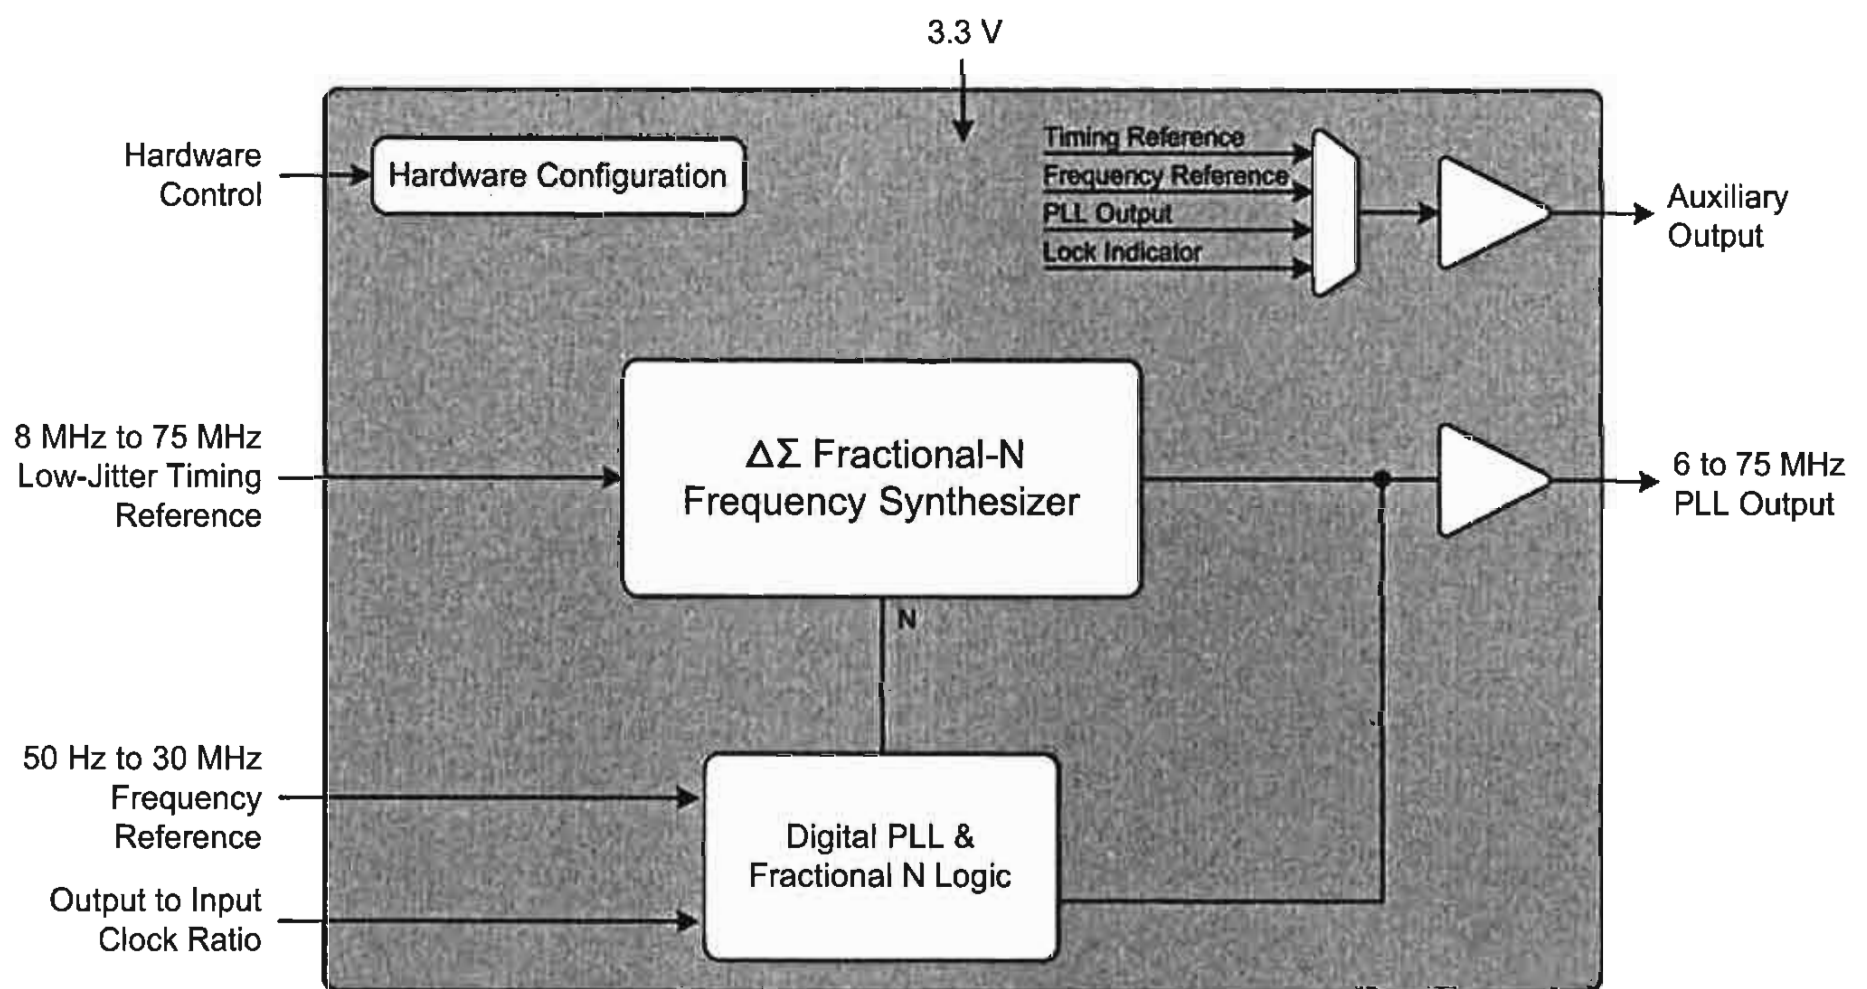 3.3 V
Hardware
Control
Hardware Configuration
Timing Reference
Frequency Reference
PLL Output
Lock Indicator
Auxiliary
Output
8 MHz to 75 MHz
Low-Jitter Timing
Reference
ΔΣ Fractional-N
Frequency Synthesizer
6 to 75 MHz
PLL Output
N
50 Hz to 30 MHz
Frequency
Reference
Digital PLL &
Fractional N Logic
Output to Input
Clock Ratio